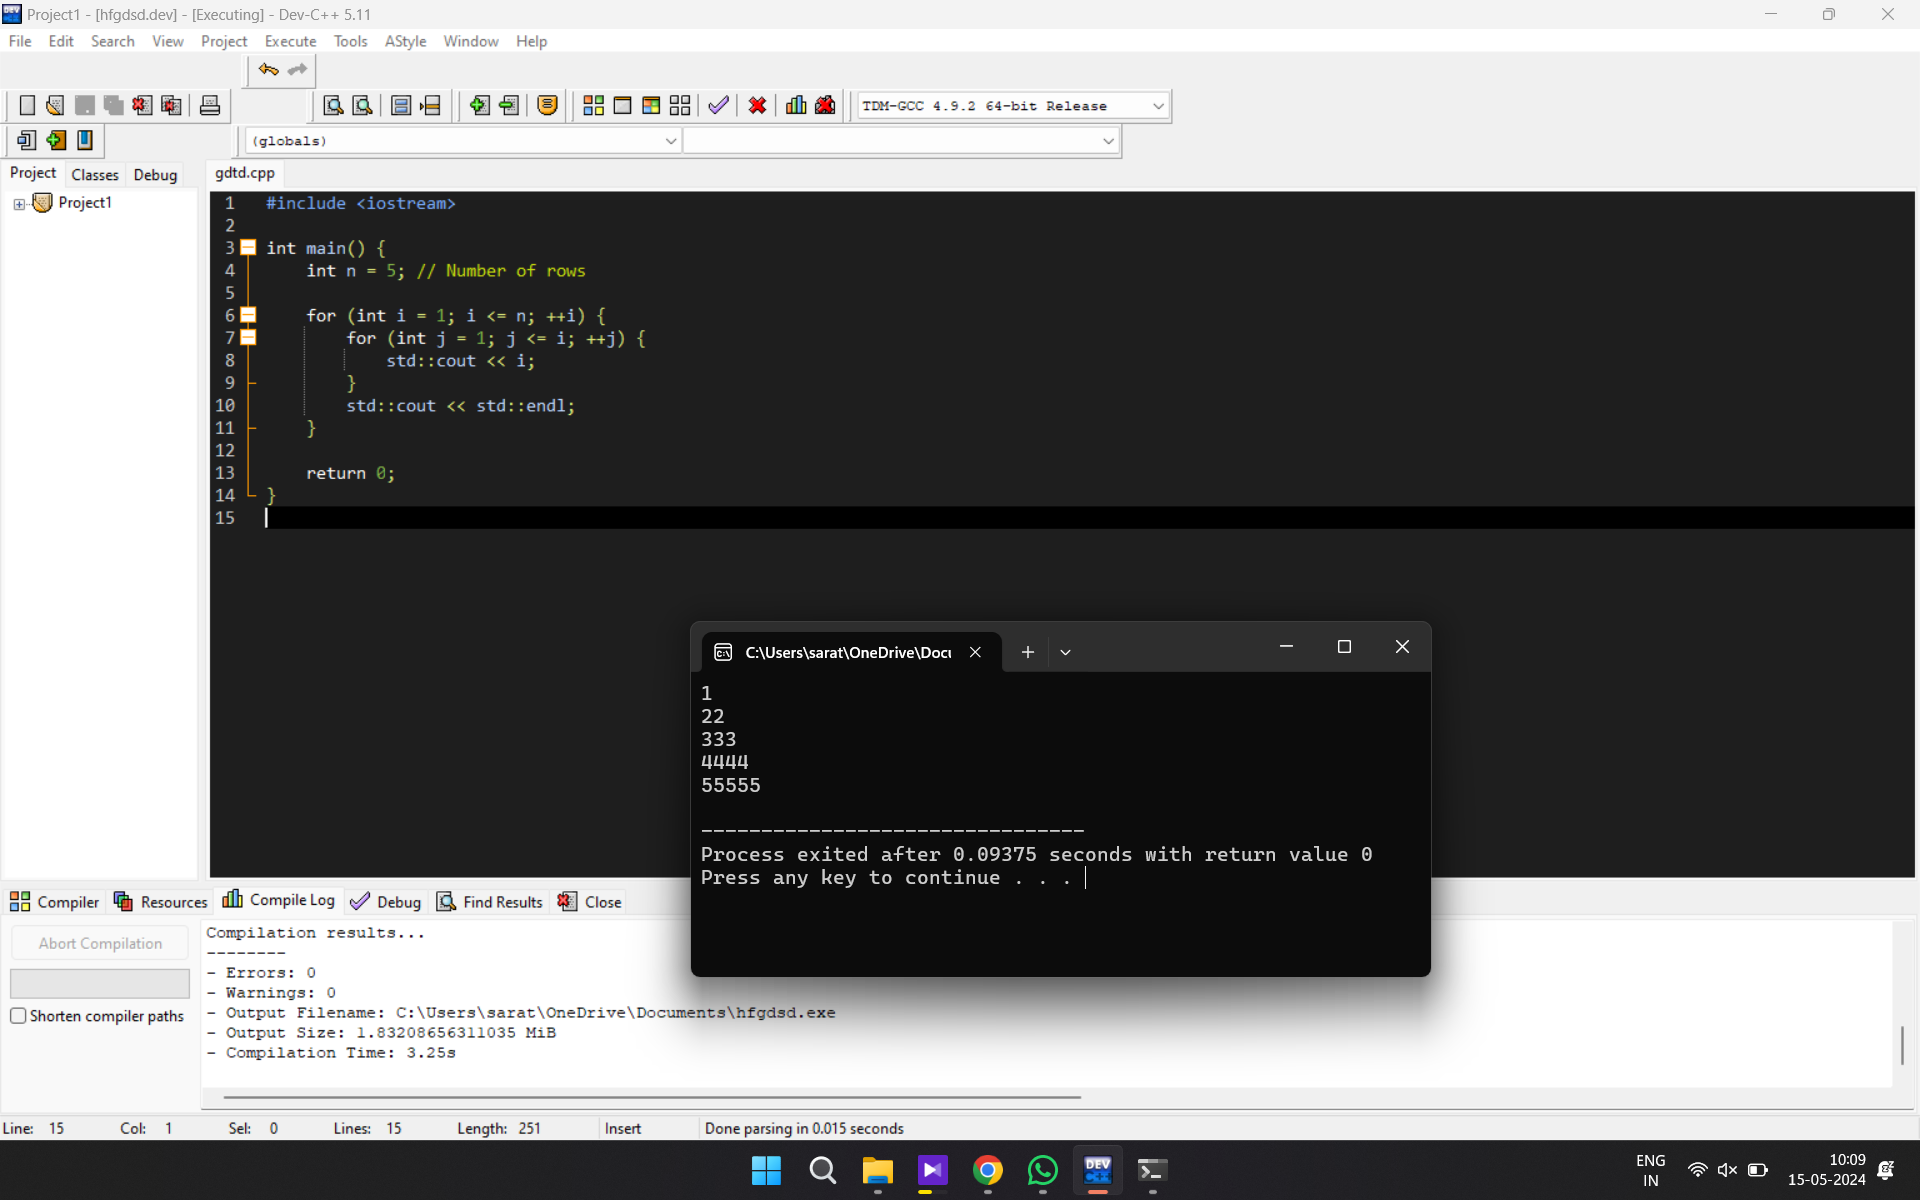 Project1 - [hfgdsd.dev] - [Executing] - Dev-C++ 5.11
File Edit Search View Project Execute Tools AStyle Window Help
TDM-GCC 4.9.2 64-bit Release
(globals)
Project Classes Debug
gdtd.cpp
Project1
1 #include <iostream>
2
3 int main() {
4 int n = 5; // Number of rows
5
6 for (int i = 1; i <= n; ++i) {
7 for (int j = 1; j <= i; ++j) {
8 std::cout << i;
9 }
10 std::cout << std::endl;
11 }
12
13 return 0;
14 }
15
C:\Users\sarat\OneDrive\Docu
1
22
333
4444
55555
--------------------------------
Process exited after 0.09375 seconds with return value 0
Press any key to continue . . .
Compiler Resources Compile Log Debug Find Results Close
Abort Compilation
Shorten compiler paths
Compilation results...
--------
- Errors: 0
- Warnings: 0
- Output Filename: C:\Users\sarat\OneDrive\Documents\hfgdsd.exe
- Output Size: 1.83208656311035 MiB
- Compilation Time: 3.25s
Line: 15 Col: 1 Sel: 0 Lines: 15 Length: 251 Insert Done parsing in 0.015 seconds
DEV C++
ENG
IN
10:09
15-05-2024